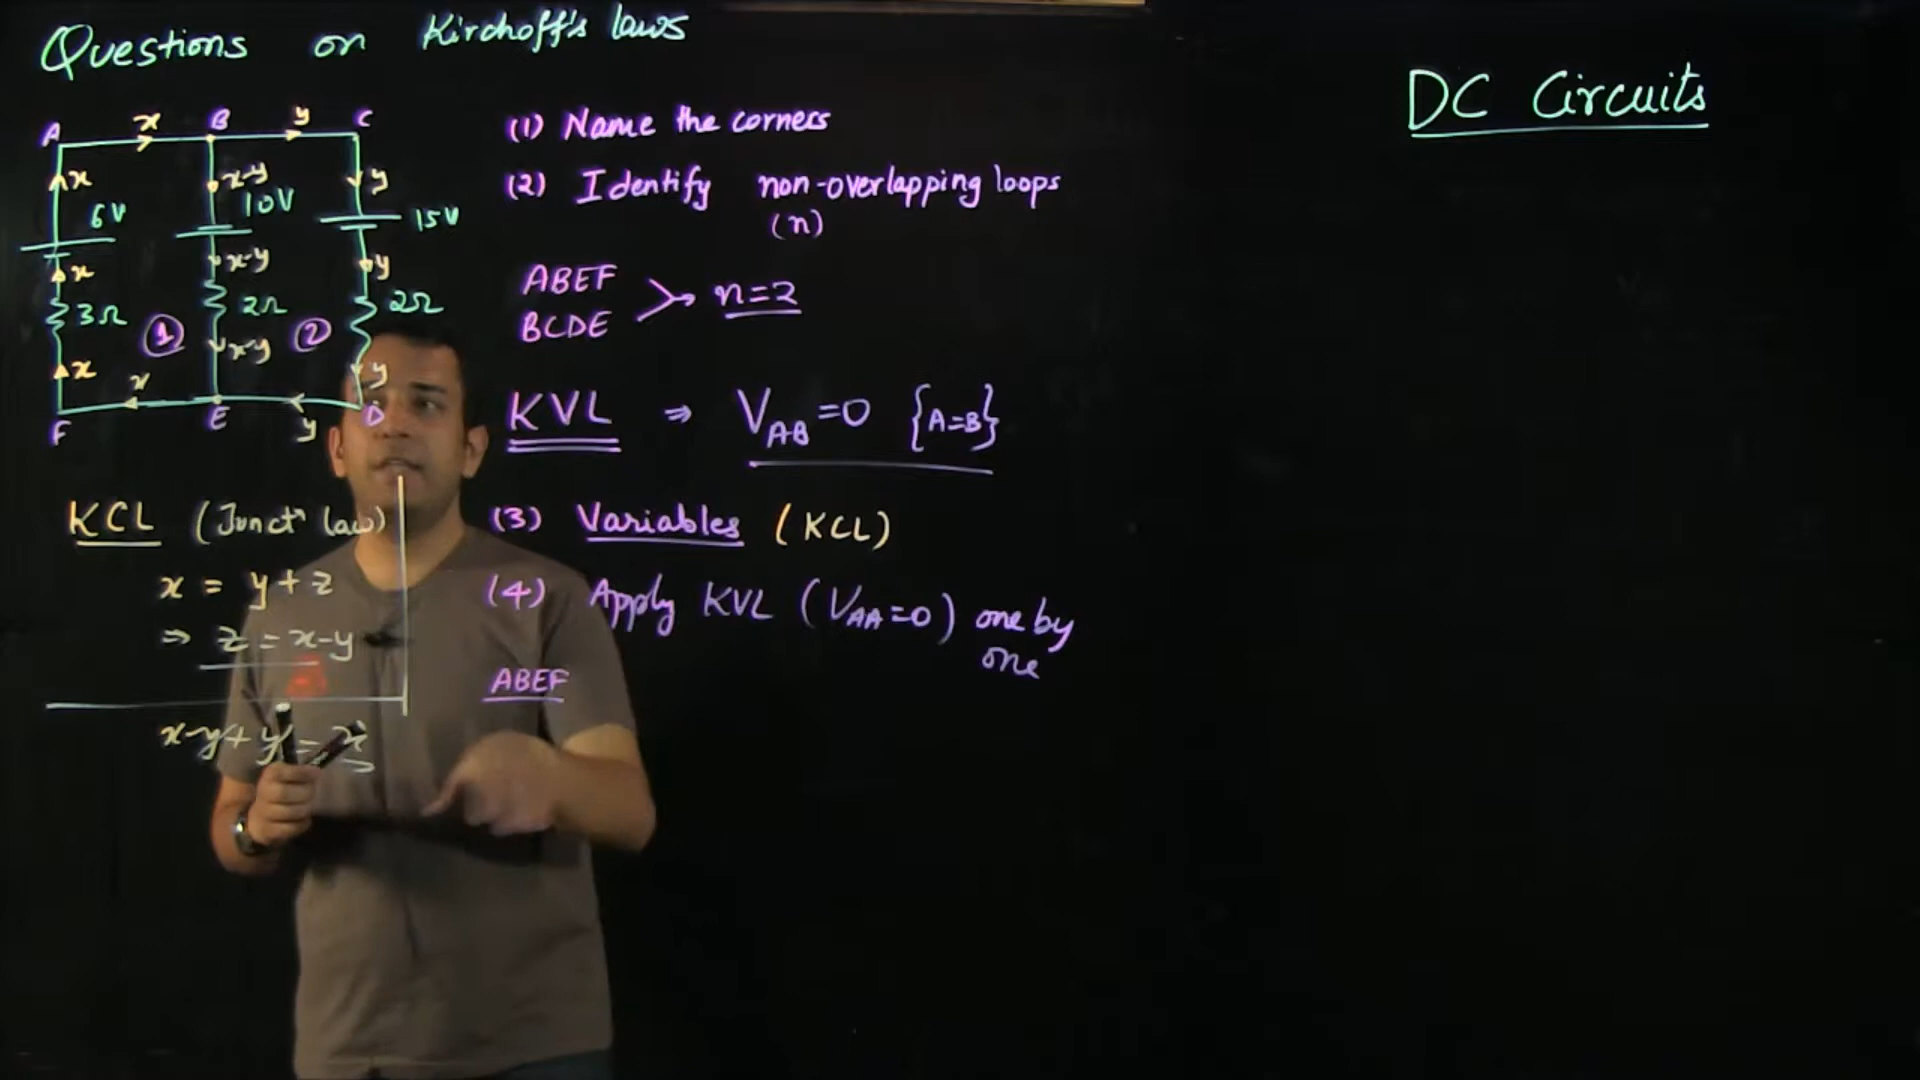 Questions on Kirchoff's laws
DC Circuits
A x B y C
x x-y y
6V 10V 15V
x x-y y
3Ω 2Ω 2Ω
1 2
x-y
x x y
F E y D
(1) Name the corners
(2) Identify non-overlapping loops
(n)
ABEF
BCDE
n=2
KVL ⇒ V_AB=0 {A=B}
KCL (Junctⁿ law)
x = y+z
⇒ z = x-y
x-y+y = x
(3) Variables (KCL)
(4) Apply KVL (V_AA=0) one by
one
ABEF